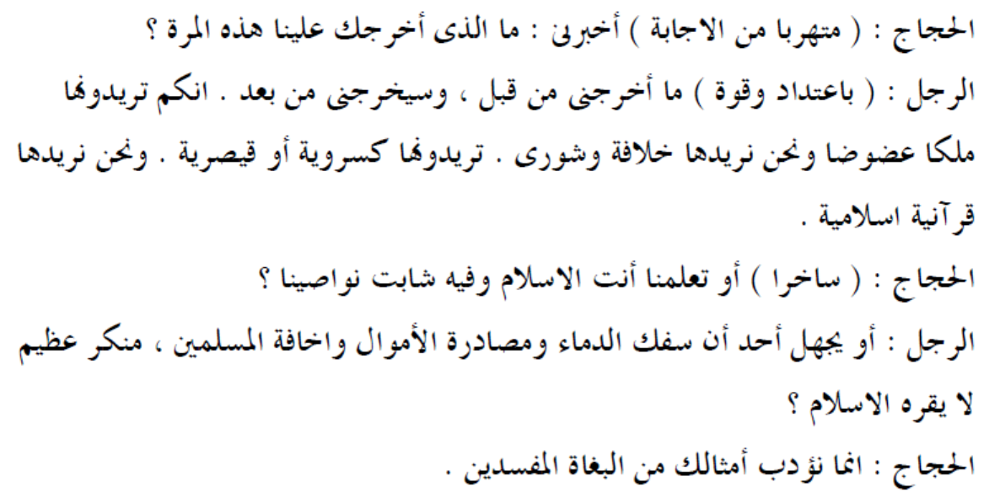 الحجاج : ( متهربا من الاجابة ) أخبرنى : ما الذى أخرجك علينا هذه المرة ؟
الرجل : ( باعتداد وقوة ) ما أخرجنى من قبل ، وسيخرجنى من بعد . انكم تريدونها
ملكا عضوضا ونحن نريدها خلافة وشورى . تريدونها كسروية أو قيصرية . ونحن نريدها
قرآنية اسلامية .
الحجاج : ( ساخرا ) أو تعلمنا أنت الاسلام وفيه شابت نواصينا ؟
الرجل : أو يجهل أحد أن سفك الدماء ومصادرة الأموال واخافة المسلمين ، منكر عظيم
لا يقره الاسلام ؟
الحجاج : انما نؤدب أمثالك من البغاة المفسدين .